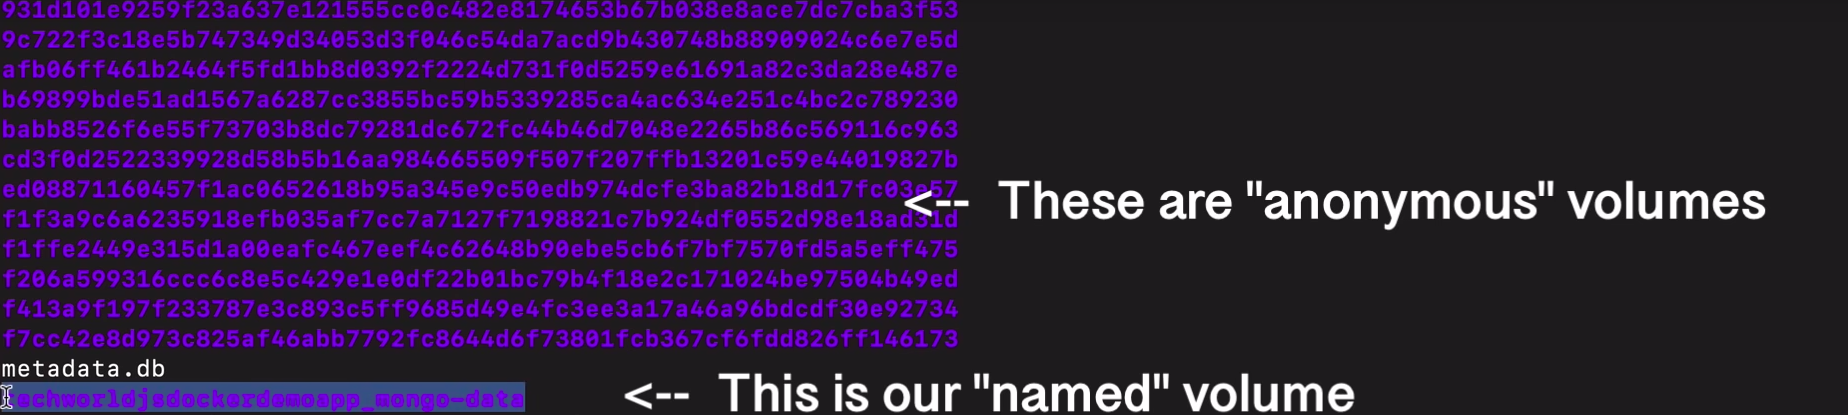 931d101e9259f23a637e121555cc0c482e8174653b67b038e8ace7dc7cba3f53
9c722f3c18e5b747349d34053d3f046c54da7acd9b430748b88909024c6e7e5d
afb06ff461b2464f5fd1bb8d0392f2224d731f0d5259e61691a82c3da28e487e
b69899bde51ad1567a6287cc3855bc59b5339285ca4ac634e251c4bc2c789230
babb8526f6e55f73703b8dc79281dc672fc44b46d7048e2265b86c569116c963
cd3f0d2522339928d58b5b16aa984665509f507f207ffb13201c59e44019827b
ed08871160457f1ac0652618b95a345e9c50edb974dcfe3ba82b18d17fc03e57
<-- These are "anonymous" volumes
f1f3a9c6a6235918efb035af7cc7a7127f7198821c7b924df0552d98e18ad31d
f1ffe2449e315d1a00eafc467eef4c62648b90ebe5cb6f7bf7570fd5a5eff475
f206a599316ccc6c8e5c429e1e0df22b01bc79b4f18e2c171024be97504b49ed
f413a9f197f233787e3c893c5ff9685d49e4fc3ee3a17a46a96bdcdf30e92734
f7cc42e8d973c825af46abb7792fc8644d6f73801fcb367cf6fdd826ff146173
metadata.db
techworldjsdockerdemoapp_mongo-data <-- This is our "named" volume